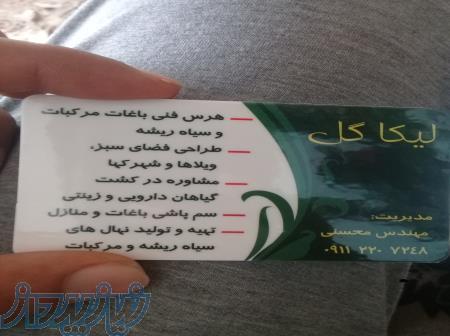 لیکا گل
مدیریت:
مهندس محسنی
۰۹۱۱ ۲۲۰ ۷۲۴۸
هرس فنی باغات مرکبات
و سیاه ریشه
طراحی فضای سبز،
ویلاها و شهرکها
مشاوره در کشت
گیاهان دارویی و زینتی
سم پاشی باغات و منازل
تهیه و تولید نهال های
سیاه ریشه و مرکبات
نیازپرداز